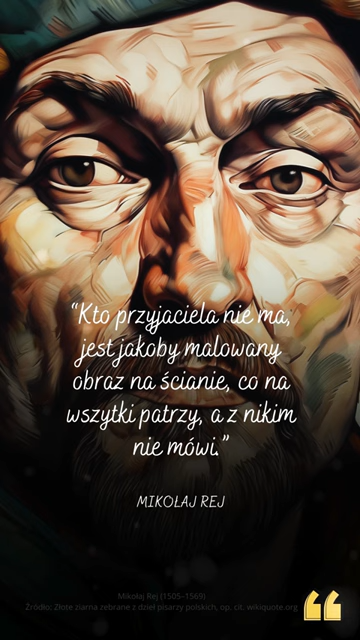 “Kto przyjaciela nie ma,
jest jakoby malowany
obraz na ścianie, co na
wszytki patrzy, a z nikim
nie mówi.”
MIKOŁAJ REJ
Mikołaj Rej (1505–1569)
Źródło: Złote ziarna zebrane z dzieł pisarzy polskich, op. cit. wikiquote.org